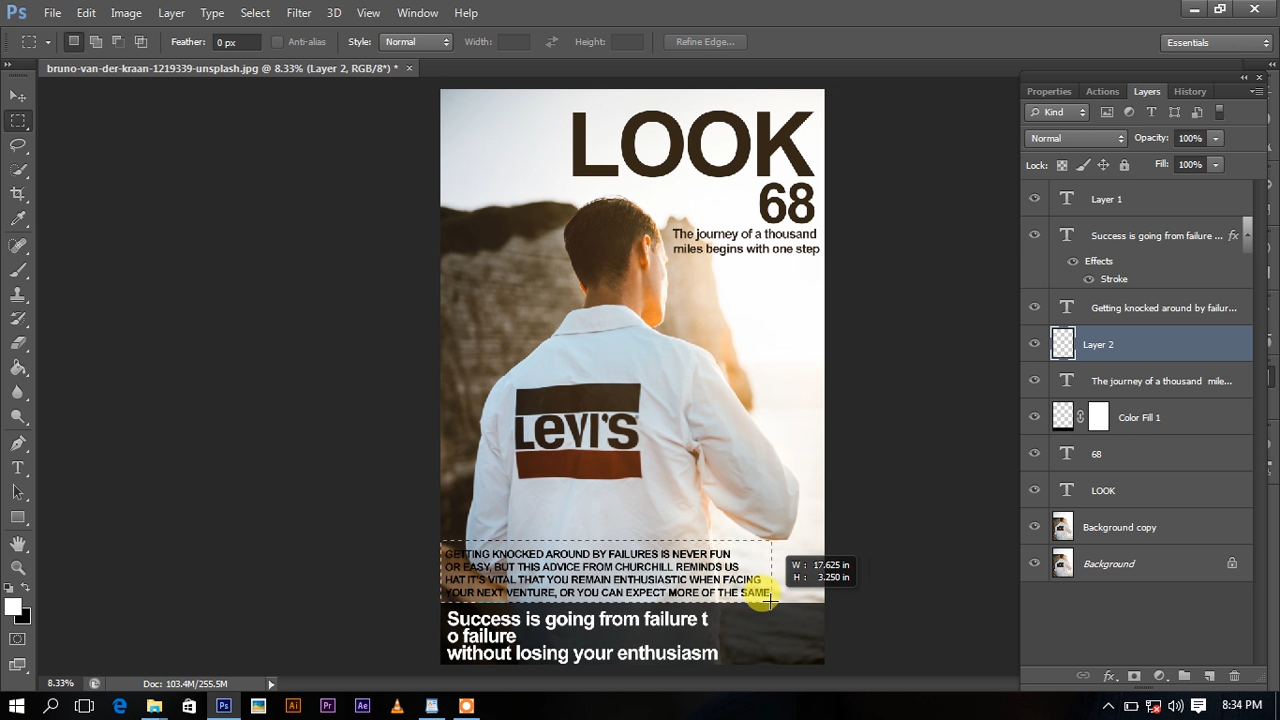 Ps File Edit Image Layer Type Select Filter 3D View Window Help
Feather: 0 px Anti-alias Style: Normal Width: Height: Refine Edge... Essentials
bruno-van-der-kraan-1219339-unsplash.jpg @ 8.33% (Layer 2, RGB/8*) * ×
Properties Actions Layers History
Kind
Normal Opacity: 100%
Lock: Fill: 100%
T Layer 1
T Success is going from failure ... fx
Effects
Stroke
T Getting knocked around by failur...
Layer 2
T The journey of a thousand mile...
Color Fill 1
T 68
T LOOK
Background copy
Background
LOOK
68
The journey of a thousand
miles begins with one step
LEVI'S
GETTING KNOCKED AROUND BY FAILURES IS NEVER FUN
OR EASY, BUT THIS ADVICE FROM CHURCHILL REMINDS US
HAT IT'S VITAL THAT YOU REMAIN ENTHUSIASTIC WHEN FACING
YOUR NEXT VENTURE, OR YOU CAN EXPECT MORE OF THE SAME
W: 17.625 in
H: 3.250 in
Success is going from failure t
o failure
without losing your enthusiasm
8.33% Doc: 103.4M/255.5M
Ps Ai Pr Ae 8:34 PM